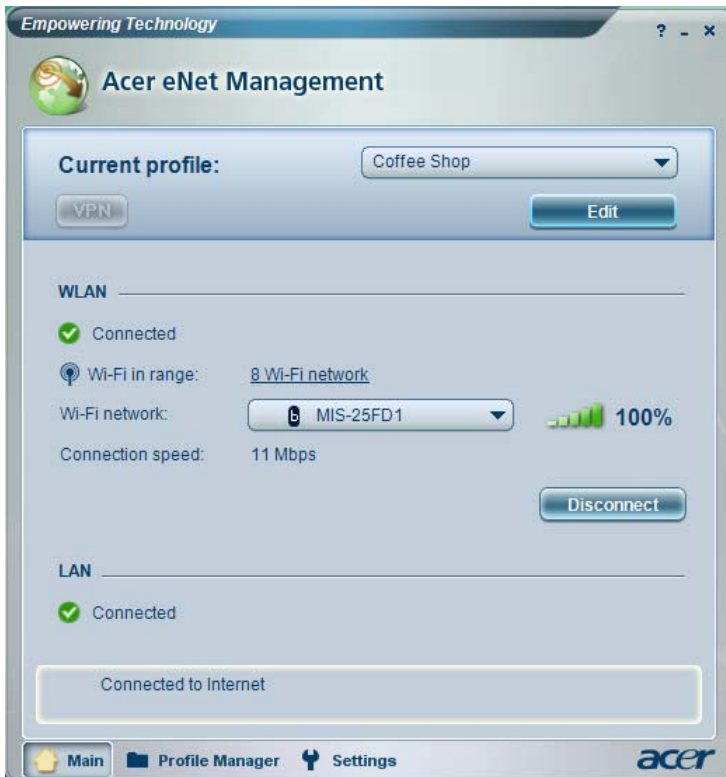 Empowering Technology
? - ×
Acer eNet Management
Current profile: Coffee Shop
VPN Edit
WLAN
Connected
Wi-Fi in range: 8 Wi-Fi network
Wi-Fi network: b MIS-25FD1 100%
Connection speed: 11 Mbps
Disconnect
LAN
Connected
Connected to Internet
Main Profile Manager Settings acer